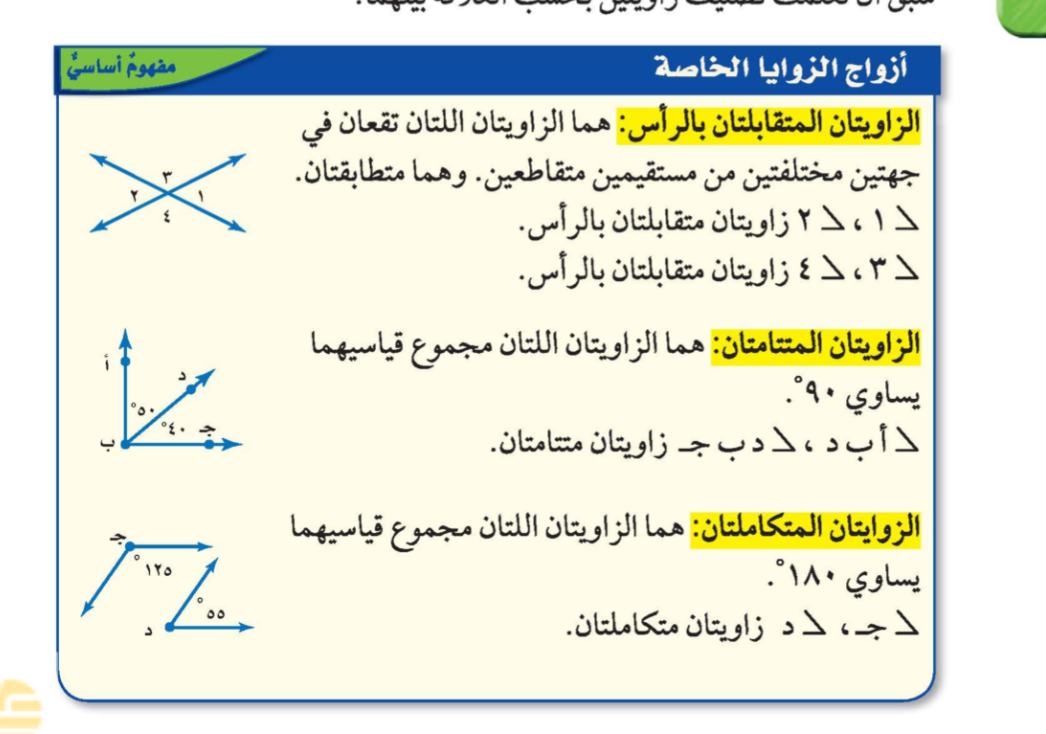 أزواج الزوايا الخاصة
مفهومٌ أساسيٌّ
الزاويتان المتقابلتان بالرأس: هما الزاويتان اللتان تقعان في
جهتين مختلفتين من مستقيمين متقاطعين. وهما متطابقتان.
∠ ١ ، ∠ ٢ زاويتان متقابلتان بالرأس.
∠ ٣ ، ∠ ٤ زاويتان متقابلتان بالرأس.
٣
٢ ١
٤
الزاويتان المتتامتان: هما الزاويتان اللتان مجموع قياسيهما
يساوي ٩٠°.
∠ أ ب د ، ∠ د ب جـ زاويتان متتامتان.
أ
د
٥٠°
٤٠° جـ
ب
الزوايتان المتكاملتان: هما الزاويتان اللتان مجموع قياسيهما
يساوي ١٨٠°.
∠ جـ ، ∠ د زاويتان متكاملتان.
جـ
١٢٥°
٥٥°
د